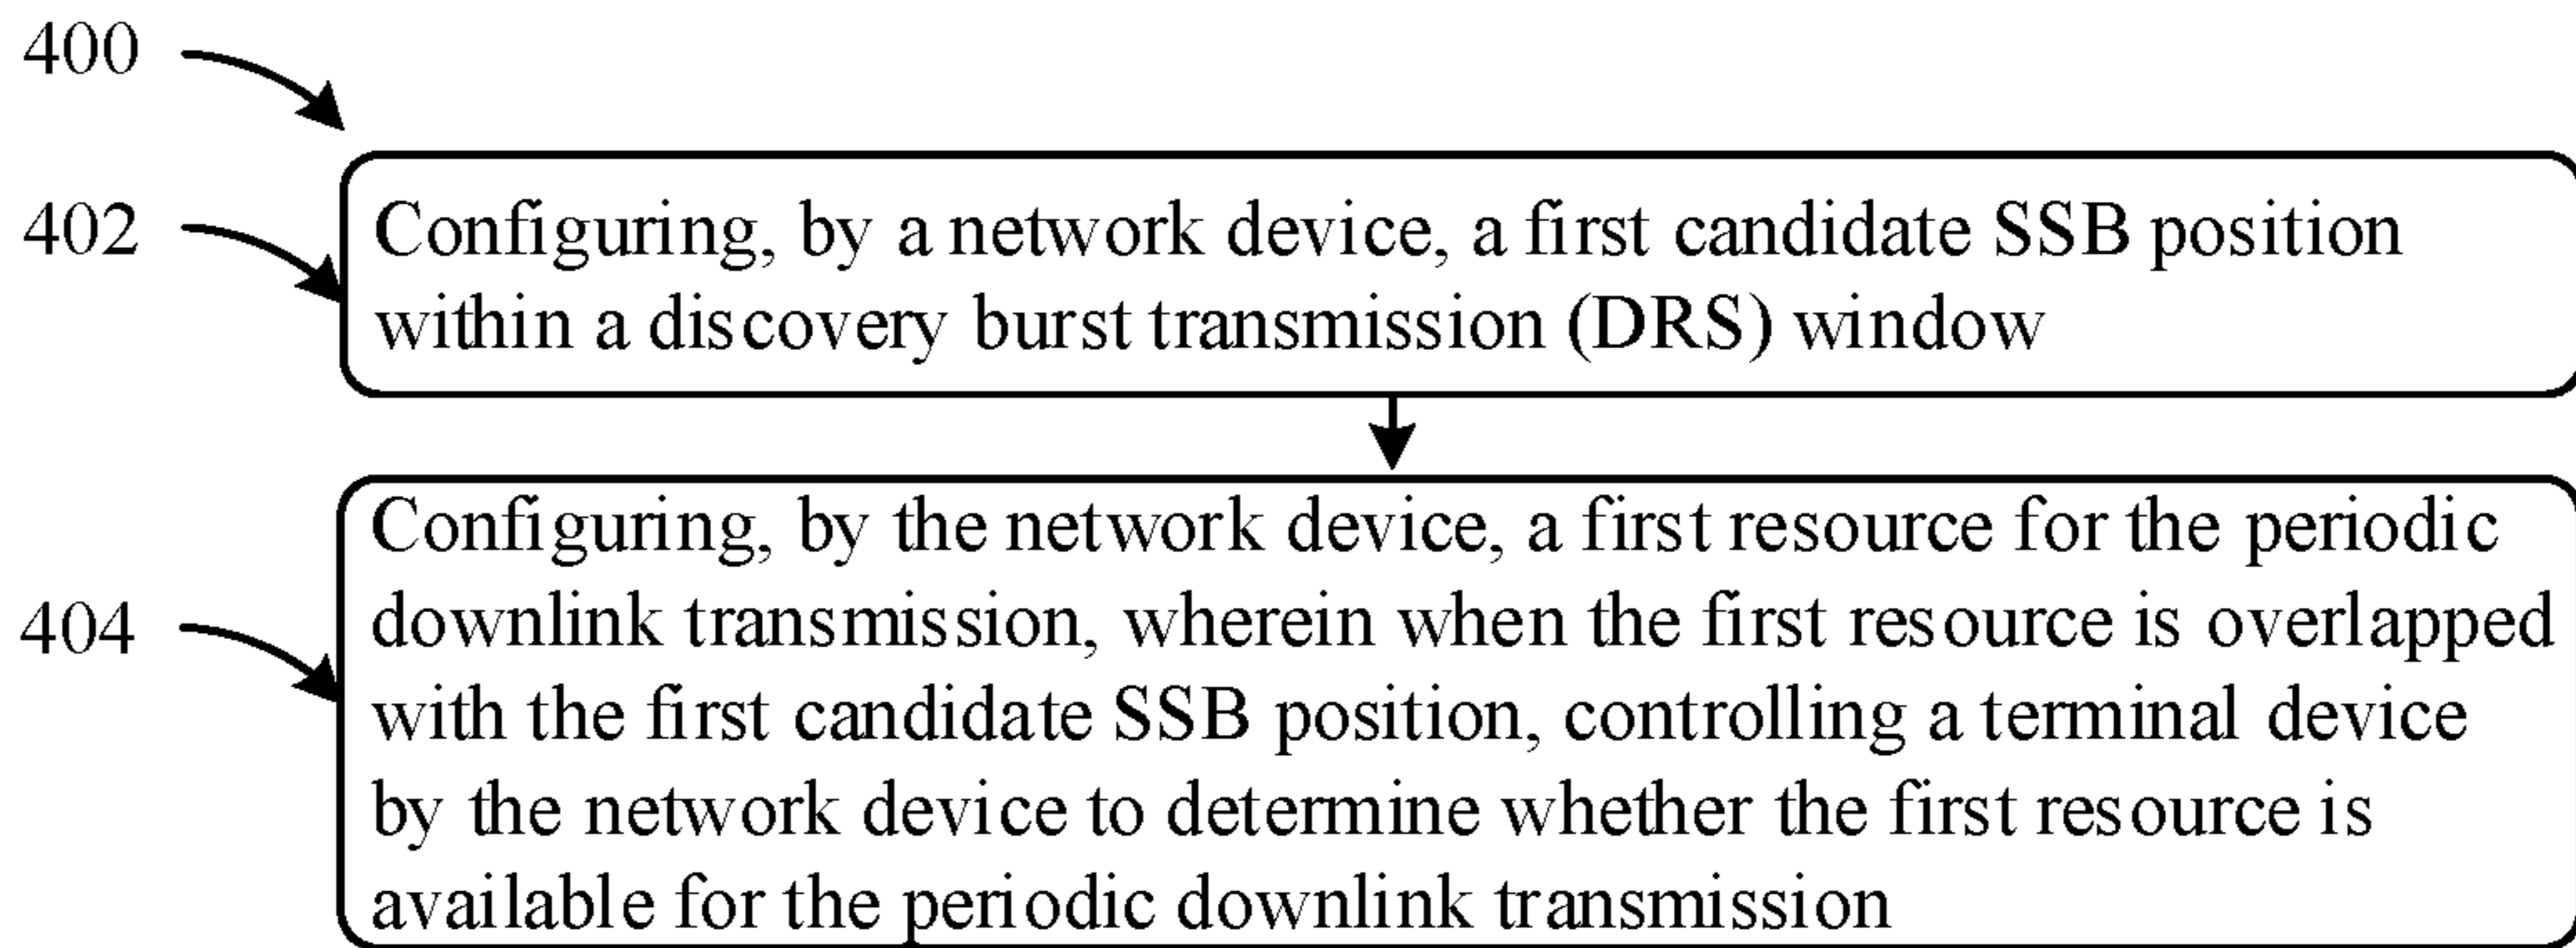 400
402
Configuring, by a network device, a first candidate SSB position
within a discovery burst transmission (DRS) window
Configuring, by the network device, a first resource for the periodic
downlink transmission, wherein when the first resource is overlapped
404
with the first candidate SSB position, controlling a terminal device
by the network device to determine whether the first resource is
available for the periodic downlink transmission